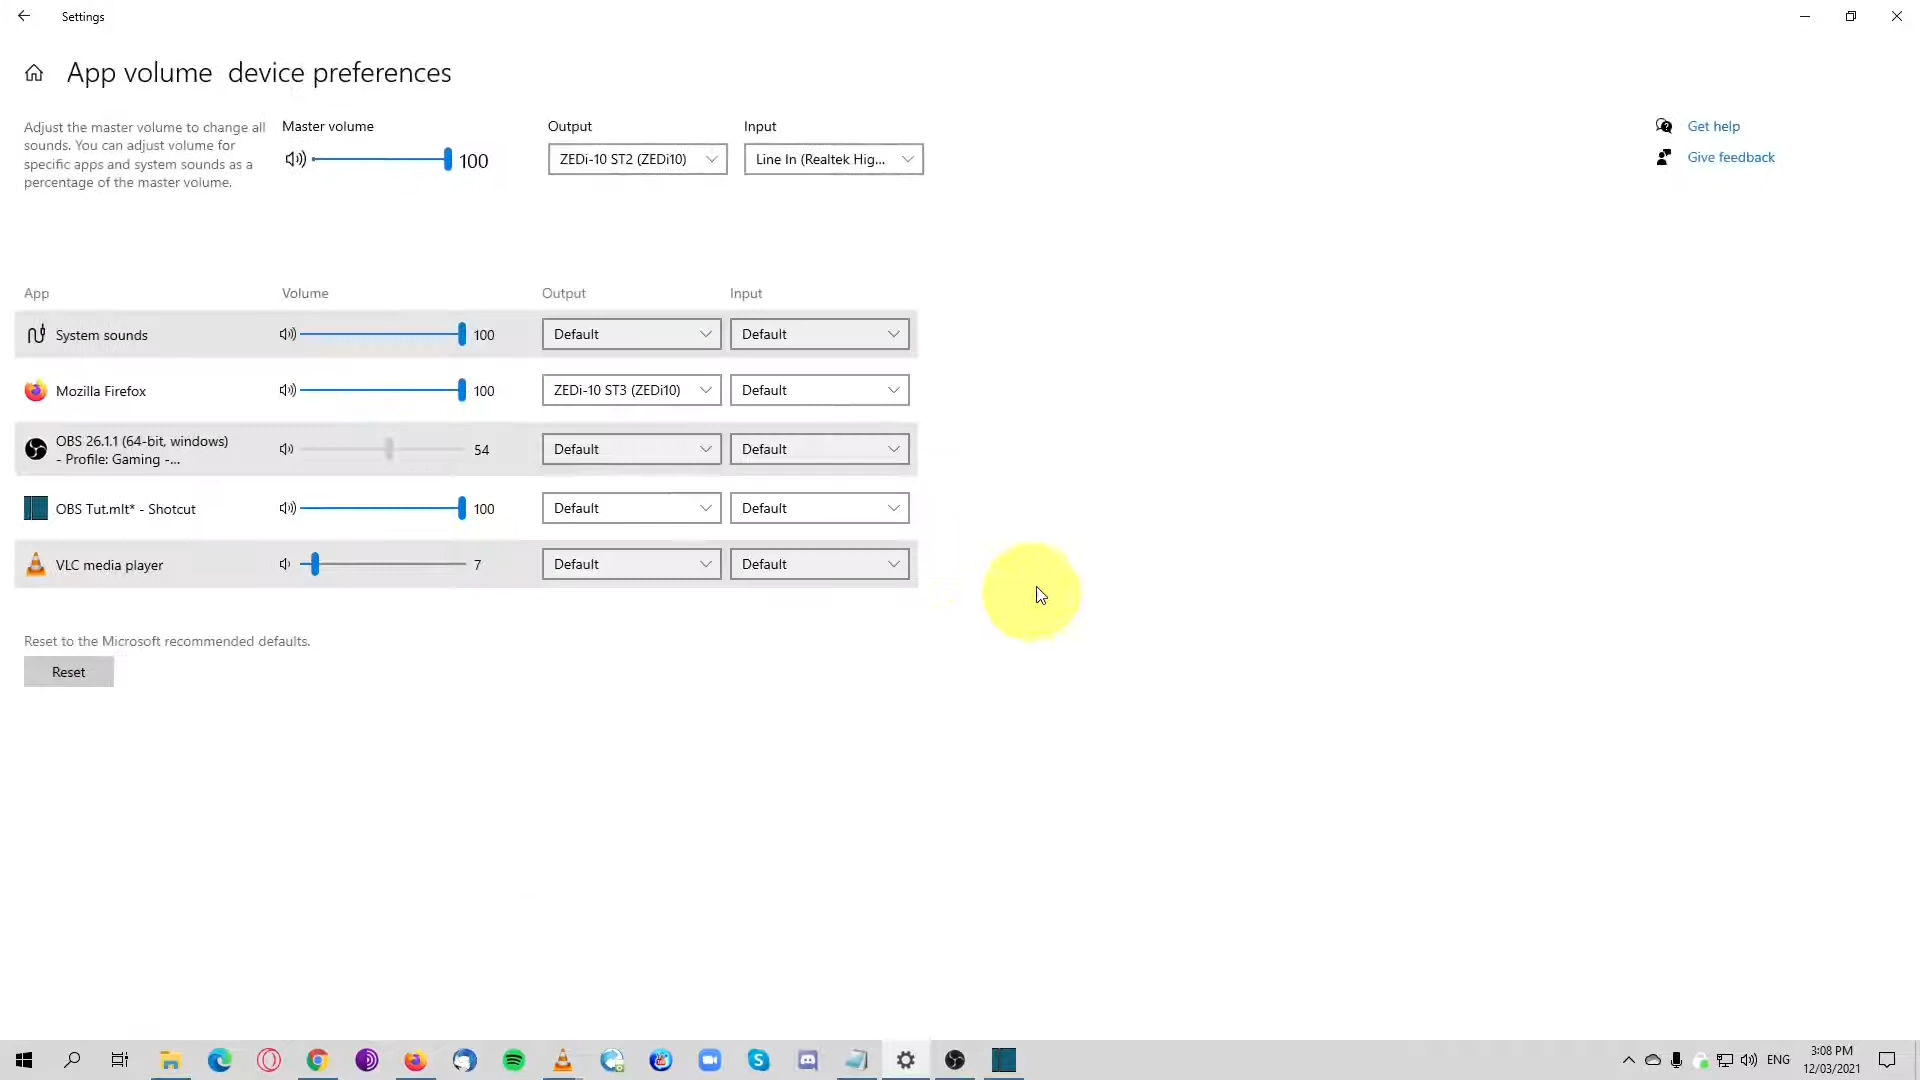 Settings
App volume  device preferences
Adjust the master volume to change all
sounds. You can adjust volume for
specific apps and system sounds as a
percentage of the master volume.
Master volume
100
Output
ZEDi-10 ST2 (ZEDi10)
Input
Line In (Realtek Hig...
Get help
Give feedback
App Volume Output Input
System sounds 100 Default Default
Mozilla Firefox 100 ZEDi-10 ST3 (ZEDi10) Default
OBS 26.1.1 (64-bit, windows)
- Profile: Gaming -...
54 Default Default
OBS Tut.mlt* - Shotcut 100 Default Default
VLC media player 7 Default Default
Reset to the Microsoft recommended defaults.
Reset
ENG
3:08 PM
12/03/2021